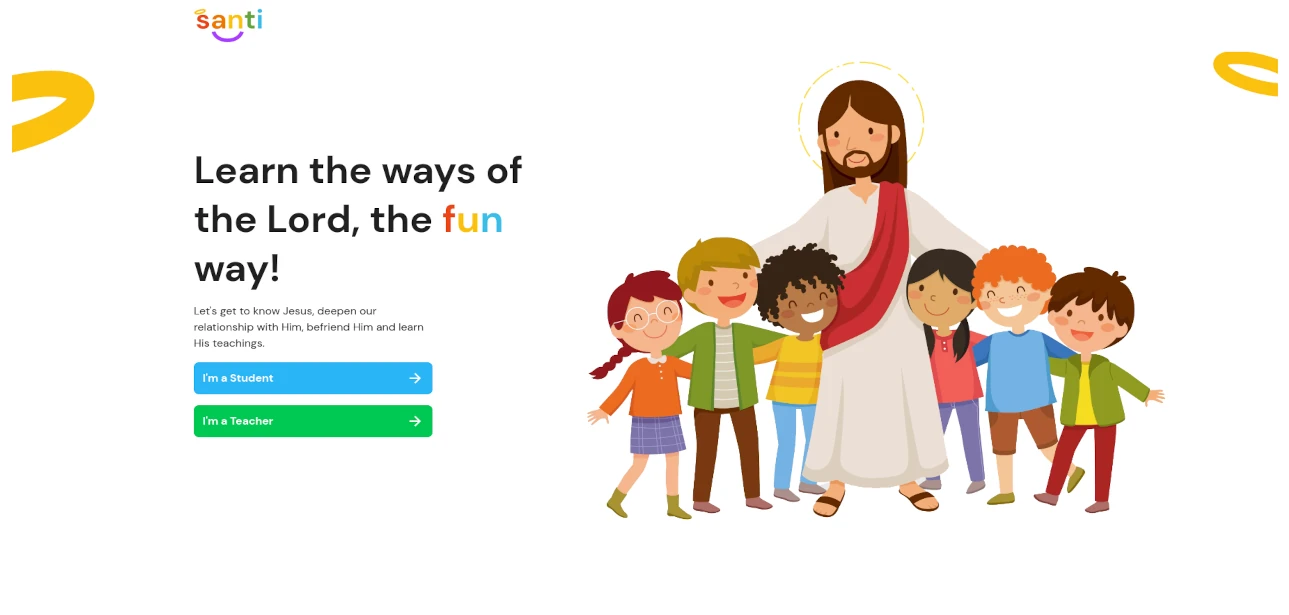 santi
Learn the ways of
the Lord, the fun
way!
Let's get to know Jesus, deepen our
relationship with Him, befriend Him and learn
His teachings.
I'm a Student
I'm a Teacher